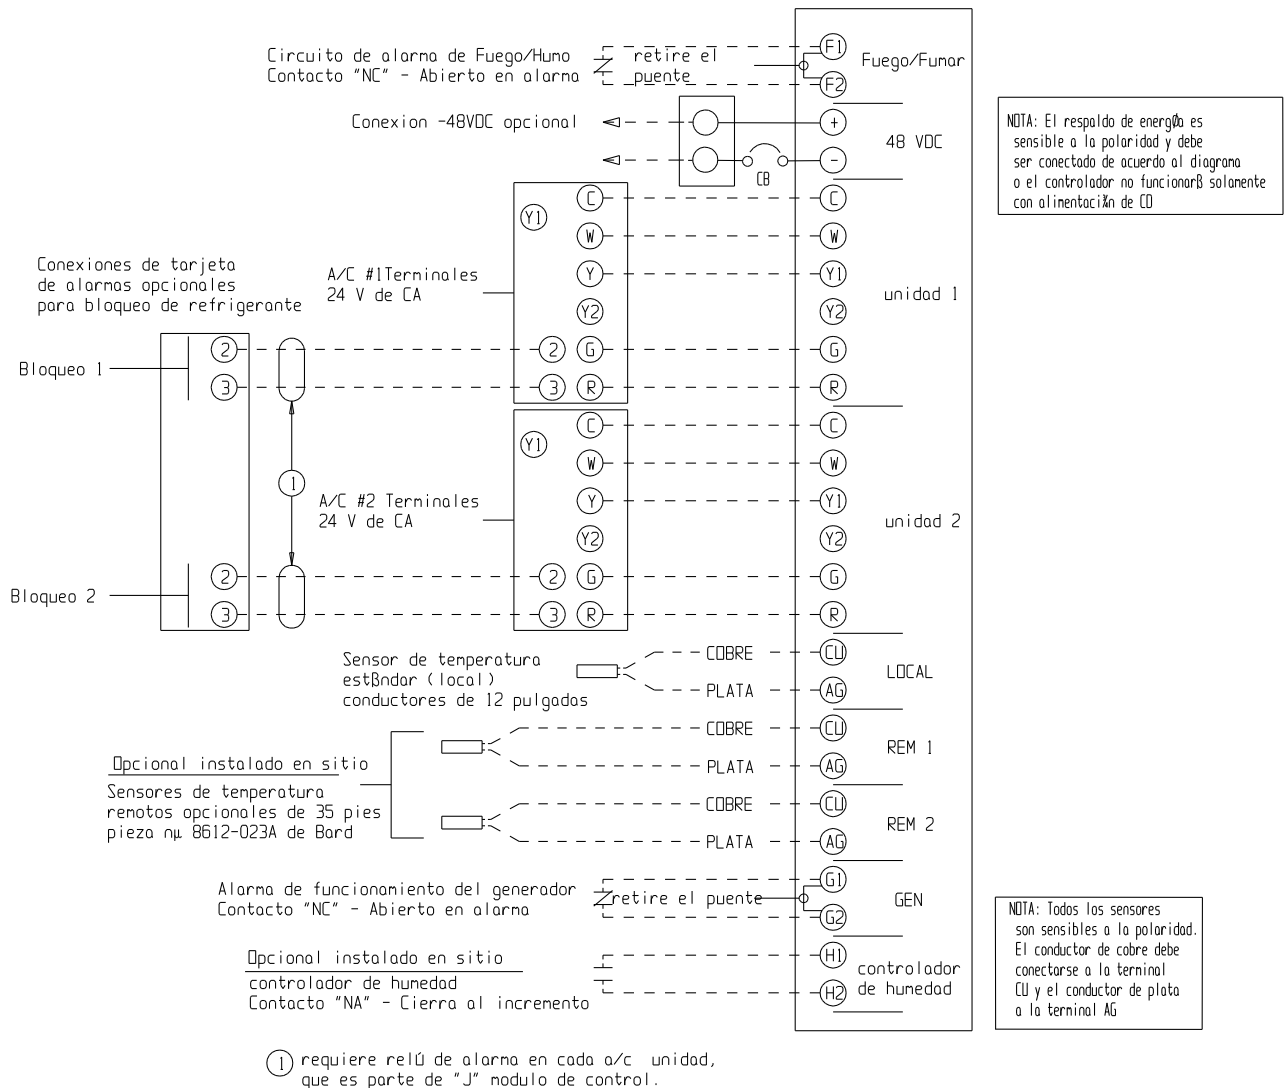 Circuito de alarma de Fuego/Humo
Contacto "NC" - Abierto en alarma
retire el
puente
F1
F2
Fuego/Fumar
Conexion -48VDC opcional
CB
+
-
48 VDC
NOTA: El respaldo de energØa es
sensible a la polaridad y debe
ser conectado de acuerdo al diagrama
o el controlador no funcionarß solamente
con alimentaci¾n de CD
Conexiones de tarjeta
de alarmas opcionales
para bloqueo de refrigerante
Bloqueo 1
2
3
1
Bloqueo 2
2
3
A/C #1Terminales
24 V de CA
Y1
C
W
Y
Y2
2
G
3
R
C
W
Y1
Y2
G
R
unidad 1
A/C #2 Terminales
24 V de CA
Y1
C
W
Y
Y2
2
G
3
R
C
W
Y1
Y2
G
R
unidad 2
Sensor de temperatura
estßndar (local)
conductores de 12 pulgadas
COBRE
PLATA
CU
AG
LOCAL
Opcional instalado en sitio
Sensores de temperatura
remotos opcionales de 35 pies
pieza nµ 8612-023A de Bard
COBRE
PLATA
CU
AG
REM 1
COBRE
PLATA
CU
AG
REM 2
Alarma de funcionamiento del generador
Contacto "NC" - Abierto en alarma
retire el puente
G1
G2
GEN
Opcional instalado en sitio
controlador de humedad
Contacto "NA" - Cierra al incremento
H1
H2
controlador
de humedad
NOTA: Todos los sensores
son sensibles a la polaridad.
El conductor de cobre debe
conectarse a la terminal
CU y el conductor de plata
a la terminal AG
1 requiere relÚ de alarma en cada a/c unidad,
que es parte de "J" modulo de control.